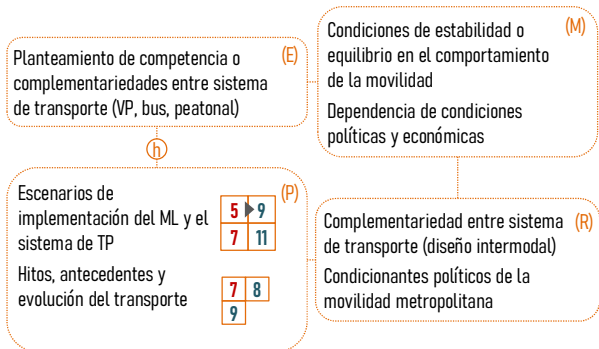 Planteamiento de competencia o
complementariedades entre sistema
de transporte (VP, bus, peatonal)
(E)
Condiciones de estabilidad o
equilibrio en el comportamiento
de la movilidad
Dependencia de condiciones
políticas y económicas
(M)
h
Escenarios de
implementación del ML y el
sistema de TP
5 9
7 11
(P)
Hitos, antecedentes y
evolución del transporte
7 8
9
Complementariedad entre sistema
de transporte (diseño intermodal)
(R)
Condicionantes políticos de la
movilidad metropolitana